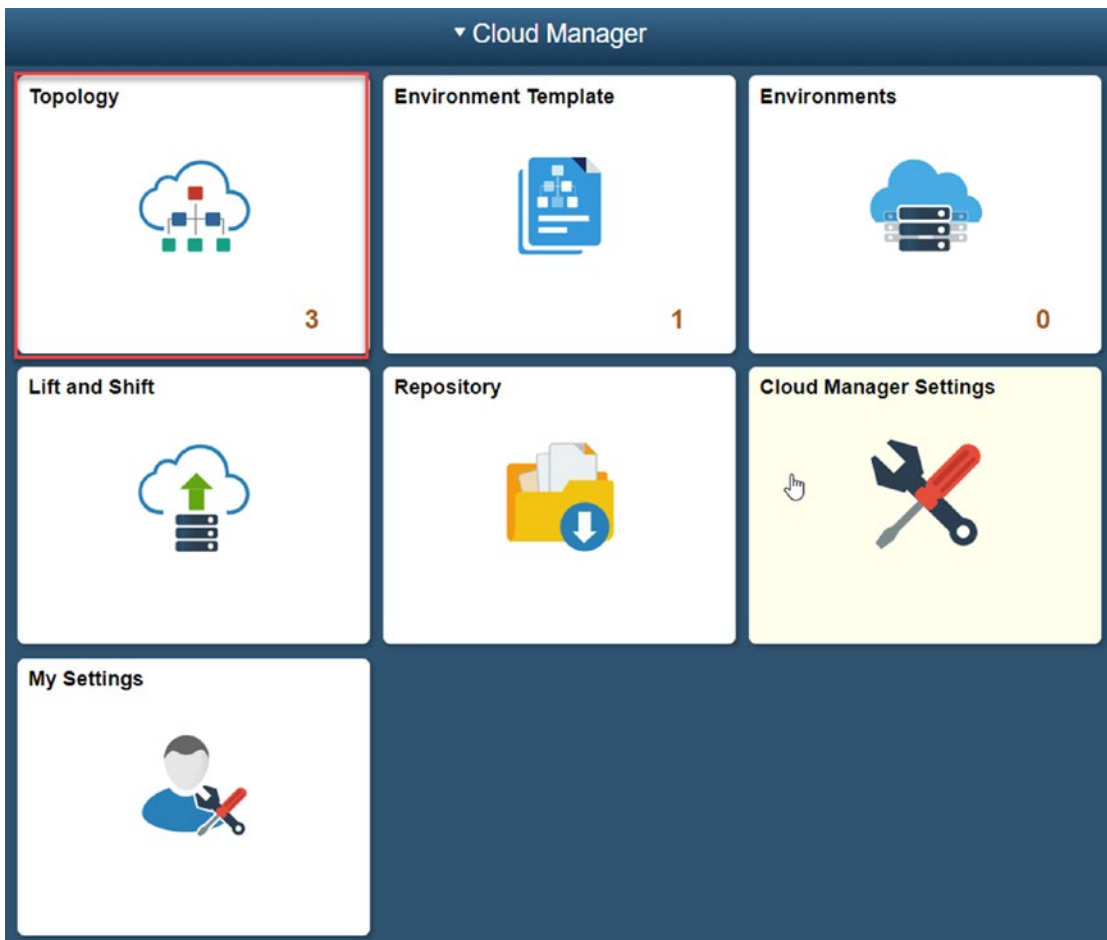 Cloud Manager
Topology
3
Environment Template
1
Environments
0
Lift and Shift
Repository
Cloud Manager Settings
My Settings